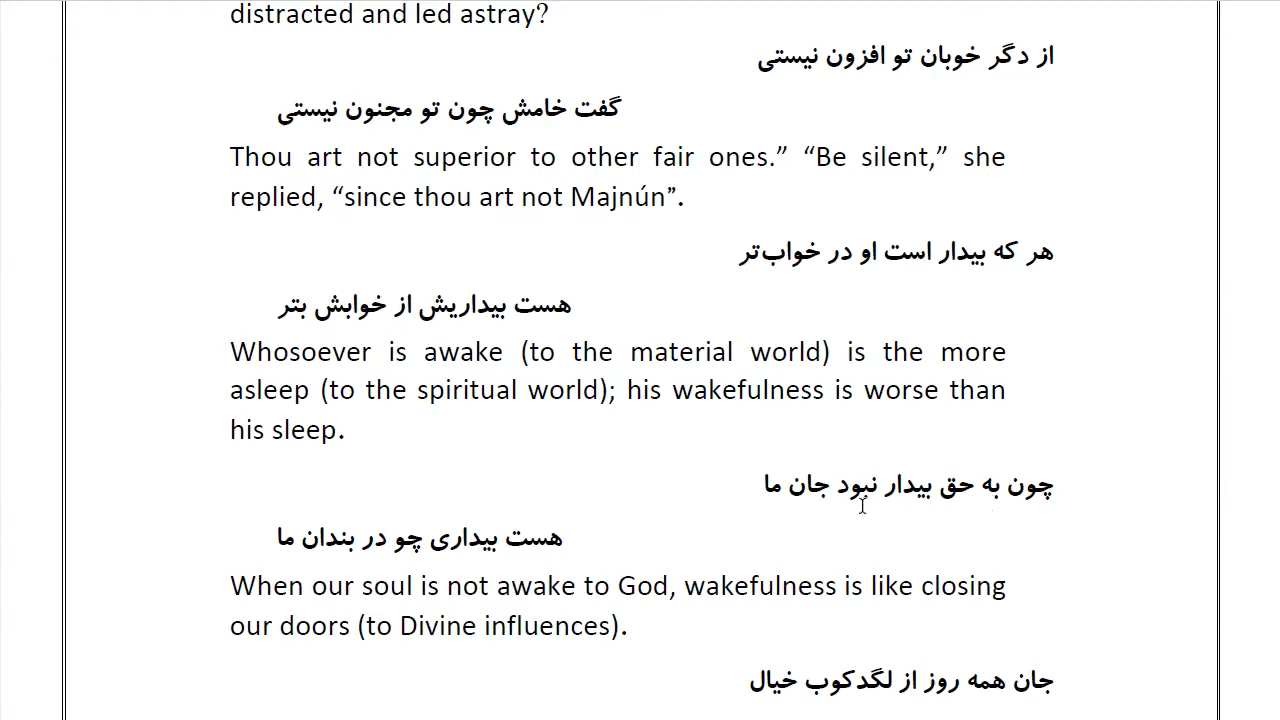 distracted and led astray?
از دگر خوبان تو افزون نیستی
گفت خامش چون تو مجنون نیستی
Thou art not superior to other fair ones.” “Be silent,” she
replied, “since thou art not Majnún”.
هر که بیدار است او در خواب‌تر
هست بیداریش از خوابش بتر
Whosoever is awake (to the material world) is the more
asleep (to the spiritual world); his wakefulness is worse than
his sleep.
چون به حق بیدار نبود جان ما
هست بیداری چو در بندان ما
When our soul is not awake to God, wakefulness is like closing
our doors (to Divine influences).
جان همه روز از لگدکوب خیال